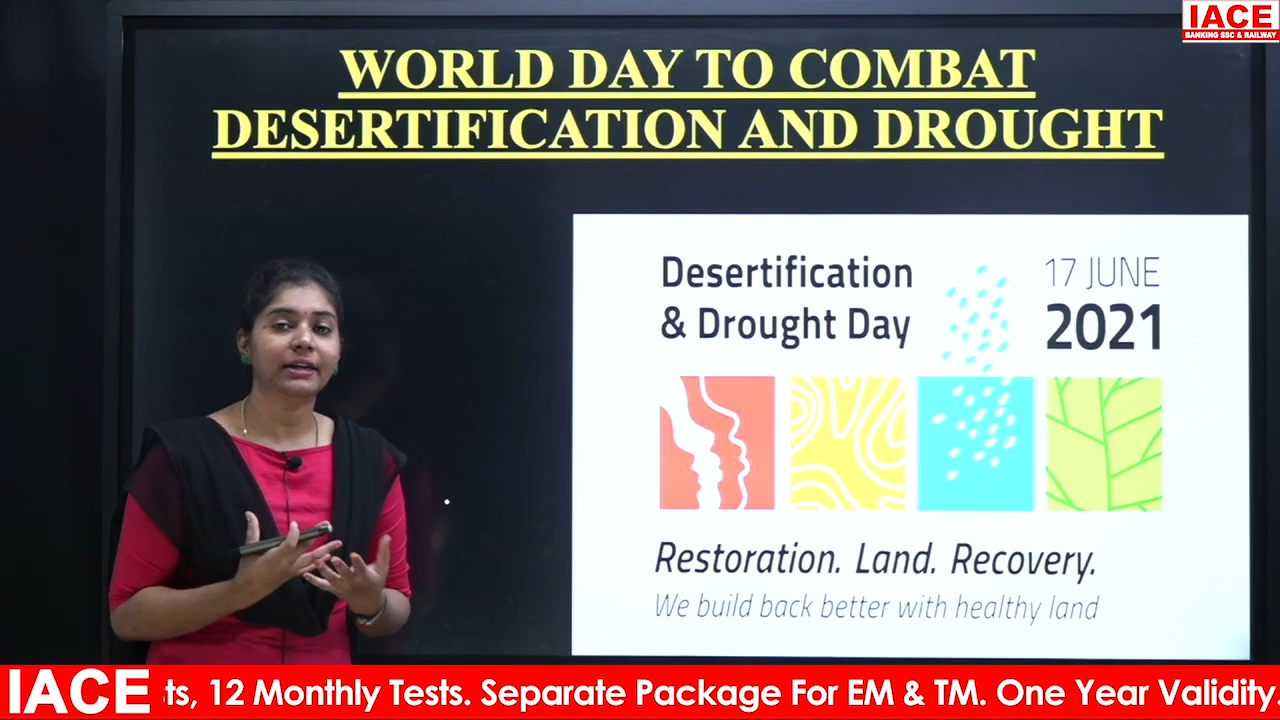 IACE
BANKING SSC & RAILWAY
WORLD DAY TO COMBAT
DESERTIFICATION AND DROUGHT
Desertification
& Drought Day
17 JUNE
2021
Restoration. Land. Recovery.
We build back better with healthy land
IACE
12 Monthly Tests. Separate Package For EM & TM. One Year Validity.